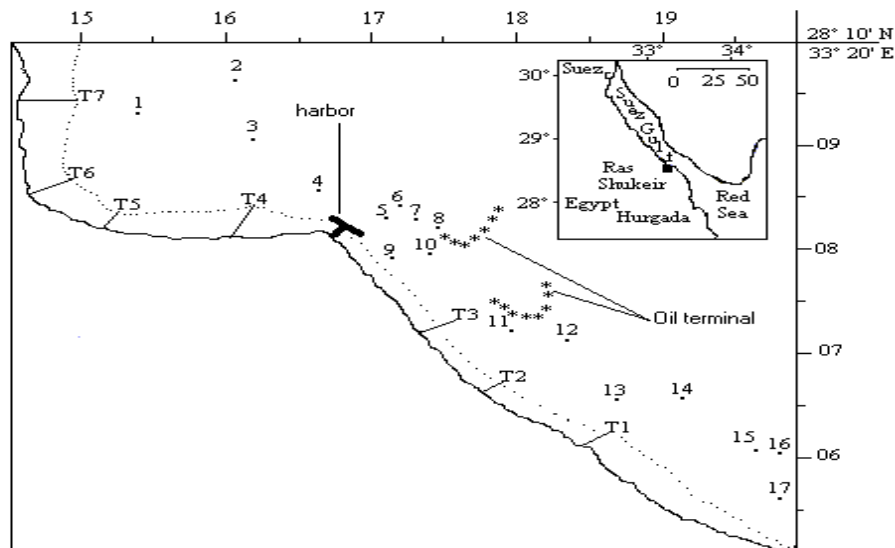 15 16 17 18 19
28° 10' N
33° 20' E
33° 34°
0 25 50
30°
29°
28°
Suez
Suez Gulf
Ras
Shukeir
Red
Sea
Egypt
Hurgada
09
08
07
06
T7
T6
T5
T4
T3
T2
T1
harbor
Oil terminal
1
2
3
4
5
6
7
8
9
10
11
12
13
14
15
16
17